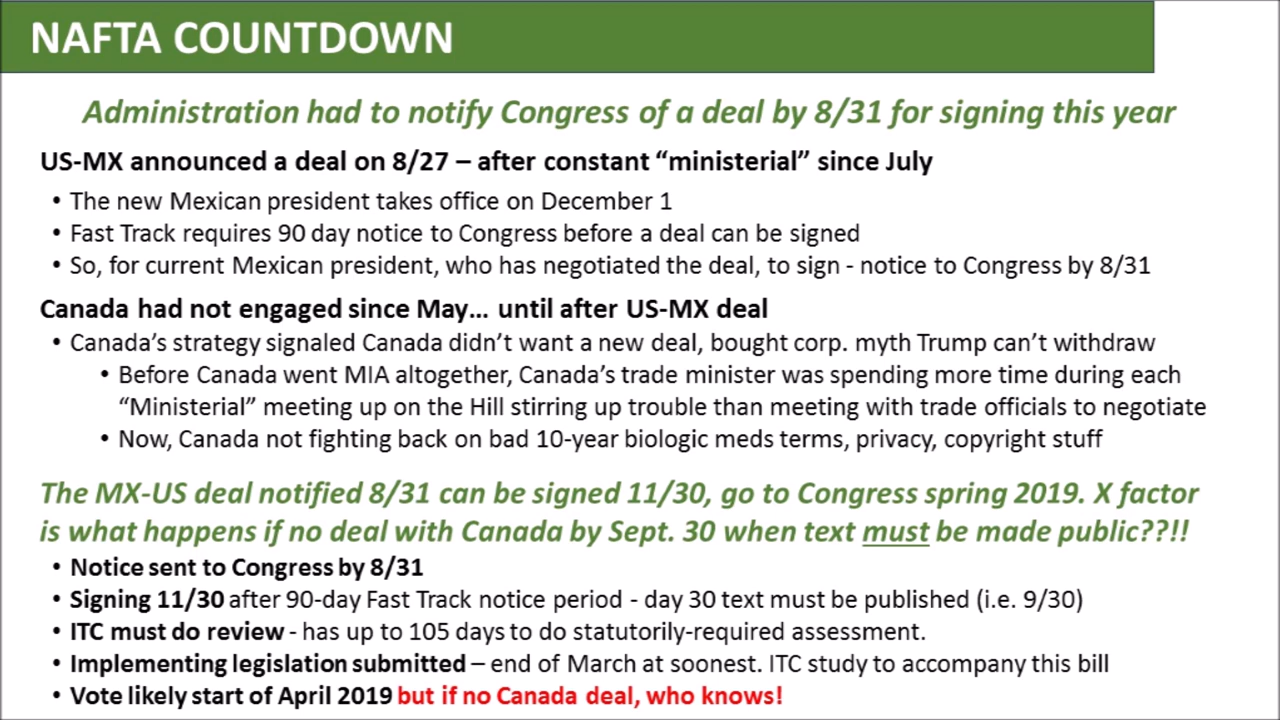 NAFTA COUNTDOWN
Administration had to notify Congress of a deal by 8/31 for signing this year
US-MX announced a deal on 8/27 – after constant “ministerial” since July
• The new Mexican president takes office on December 1
• Fast Track requires 90 day notice to Congress before a deal can be signed
• So, for current Mexican president, who has negotiated the deal, to sign - notice to Congress by 8/31
Canada had not engaged since May… until after US-MX deal
• Canada’s strategy signaled Canada didn’t want a new deal, bought corp. myth Trump can’t withdraw
• Before Canada went MIA altogether, Canada’s trade minister was spending more time during each
“Ministerial” meeting up on the Hill stirring up trouble than meeting with trade officials to negotiate
• Now, Canada not fighting back on bad 10-year biologic meds terms, privacy, copyright stuff
The MX-US deal notified 8/31 can be signed 11/30, go to Congress spring 2019. X factor
is what happens if no deal with Canada by Sept. 30 when text must be made public??!!
• Notice sent to Congress by 8/31
• Signing 11/30 after 90-day Fast Track notice period - day 30 text must be published (i.e. 9/30)
• ITC must do review - has up to 105 days to do statutorily-required assessment.
• Implementing legislation submitted – end of March at soonest. ITC study to accompany this bill
• Vote likely start of April 2019 but if no Canada deal, who knows!